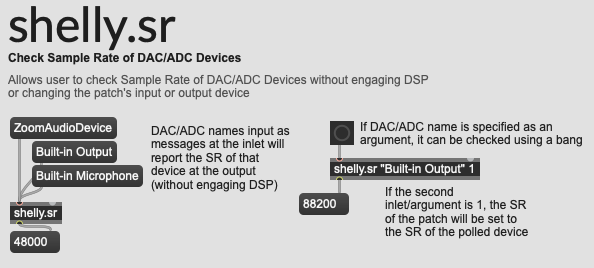 shelly.sr
Check Sample Rate of DAC/ADC Devices
Allows user to check Sample Rate of DAC/ADC Devices without engaging DSP
or changing the patch's input or output device
ZoomAudioDevice
Built-in Output
Built-in Microphone
shelly.sr
48000
DAC/ADC names input as
messages at the inlet will
report the SR of that
device at the output
(without engaging DSP)
If DAC/ADC name is specified as an
argument, it can be checked using a bang
shelly.sr "Built-in Output" 1
88200
If the second
inlet/argument is 1, the SR
of the patch will be set to
the SR of the polled device